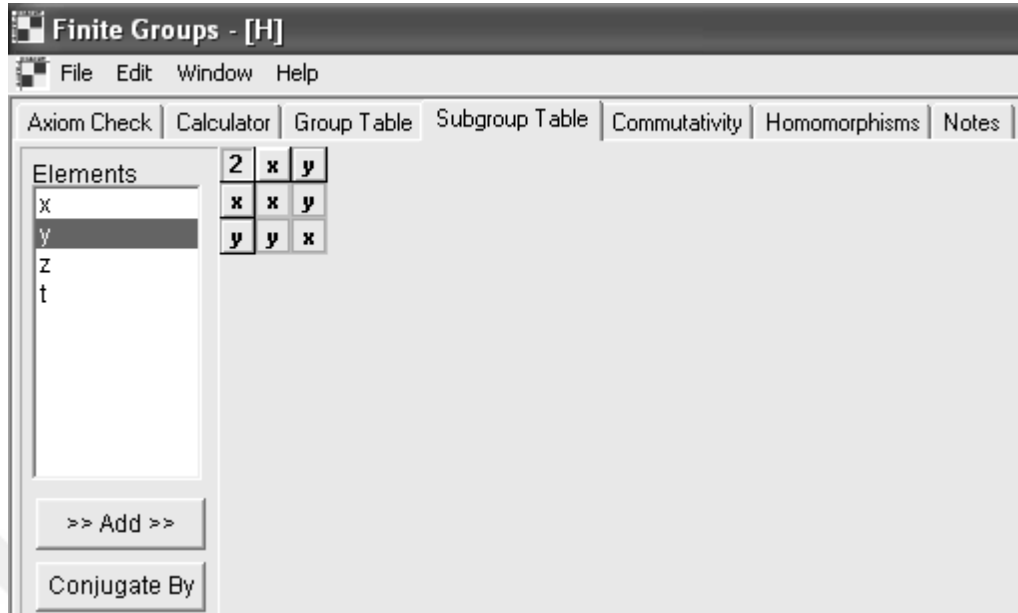 Finite Groups - [H]
File Edit Window Help
Axiom Check Calculator Group Table Subgroup Table Commutativity Homomorphisms Notes
Elements
x
y
z
t
2 x y
x x y
y y x
>> Add >>
Conjugate By